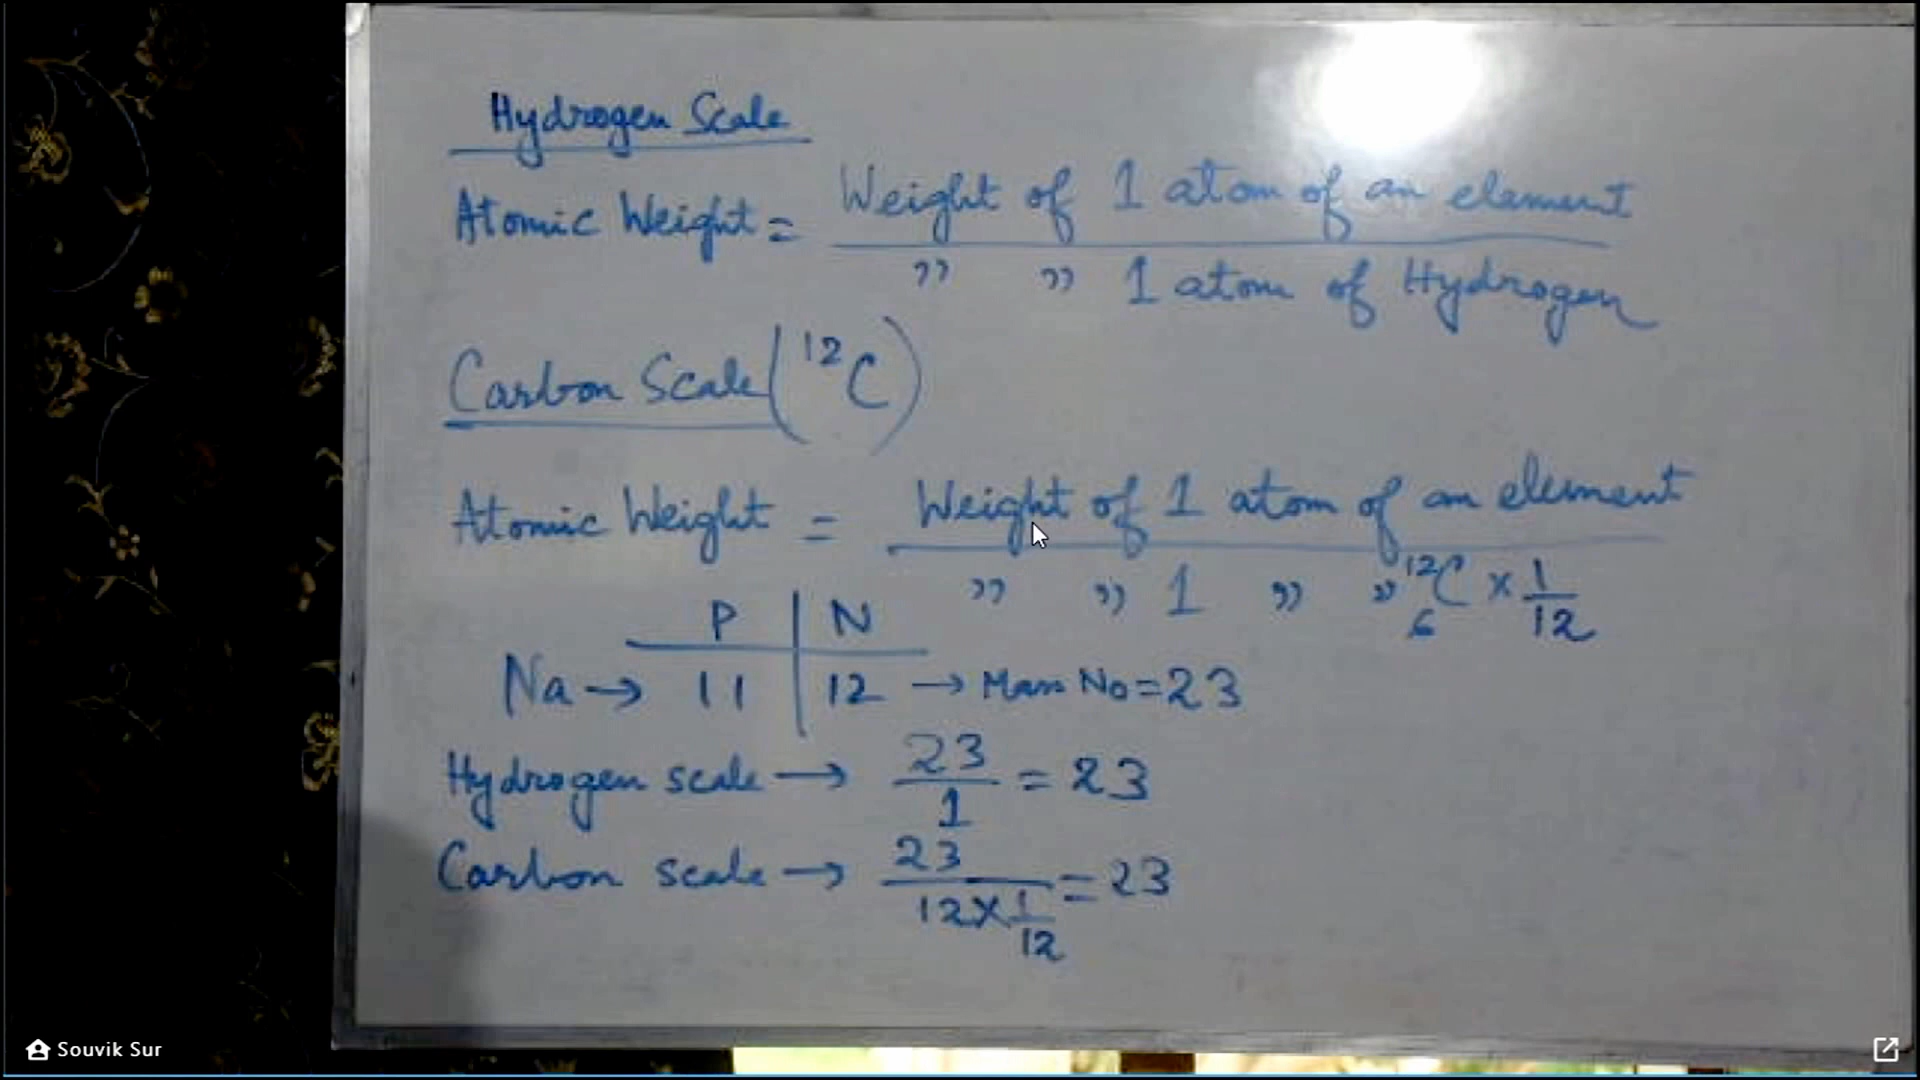 Hydrogen Scale
Atomic Weight = Weight of 1 atom of an element
" " 1 atom of Hydrogen
Carbon Scale (¹²C)
Atomic Weight = Weight of 1 atom of an element
" " 1 " " ¹²₆C × 1/12
P | N
Na → 11 | 12 → Mass No = 23
Hydrogen scale → 23/1 = 23
Carbon scale → 23/(12 × 1/12) = 23
Souvik Sur